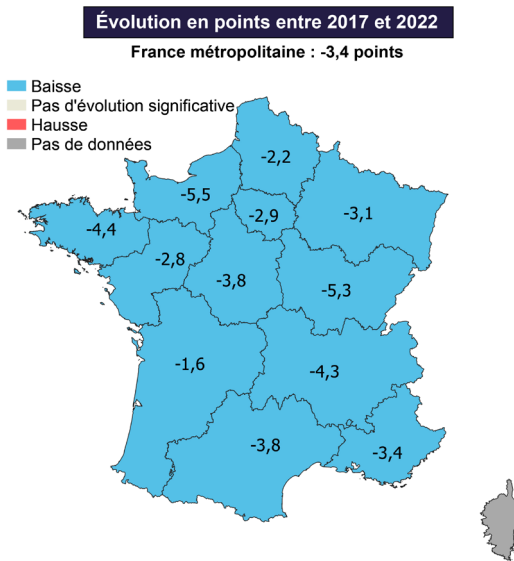 Évolution en points entre 2017 et 2022
France métropolitaine : -3,4 points
Baisse
Pas d'évolution significative
Hausse
Pas de données
-2,2
-5,5
-2,9
-3,1
-4,4
-2,8
-3,8
-5,3
-1,6
-4,3
-3,8
-3,4